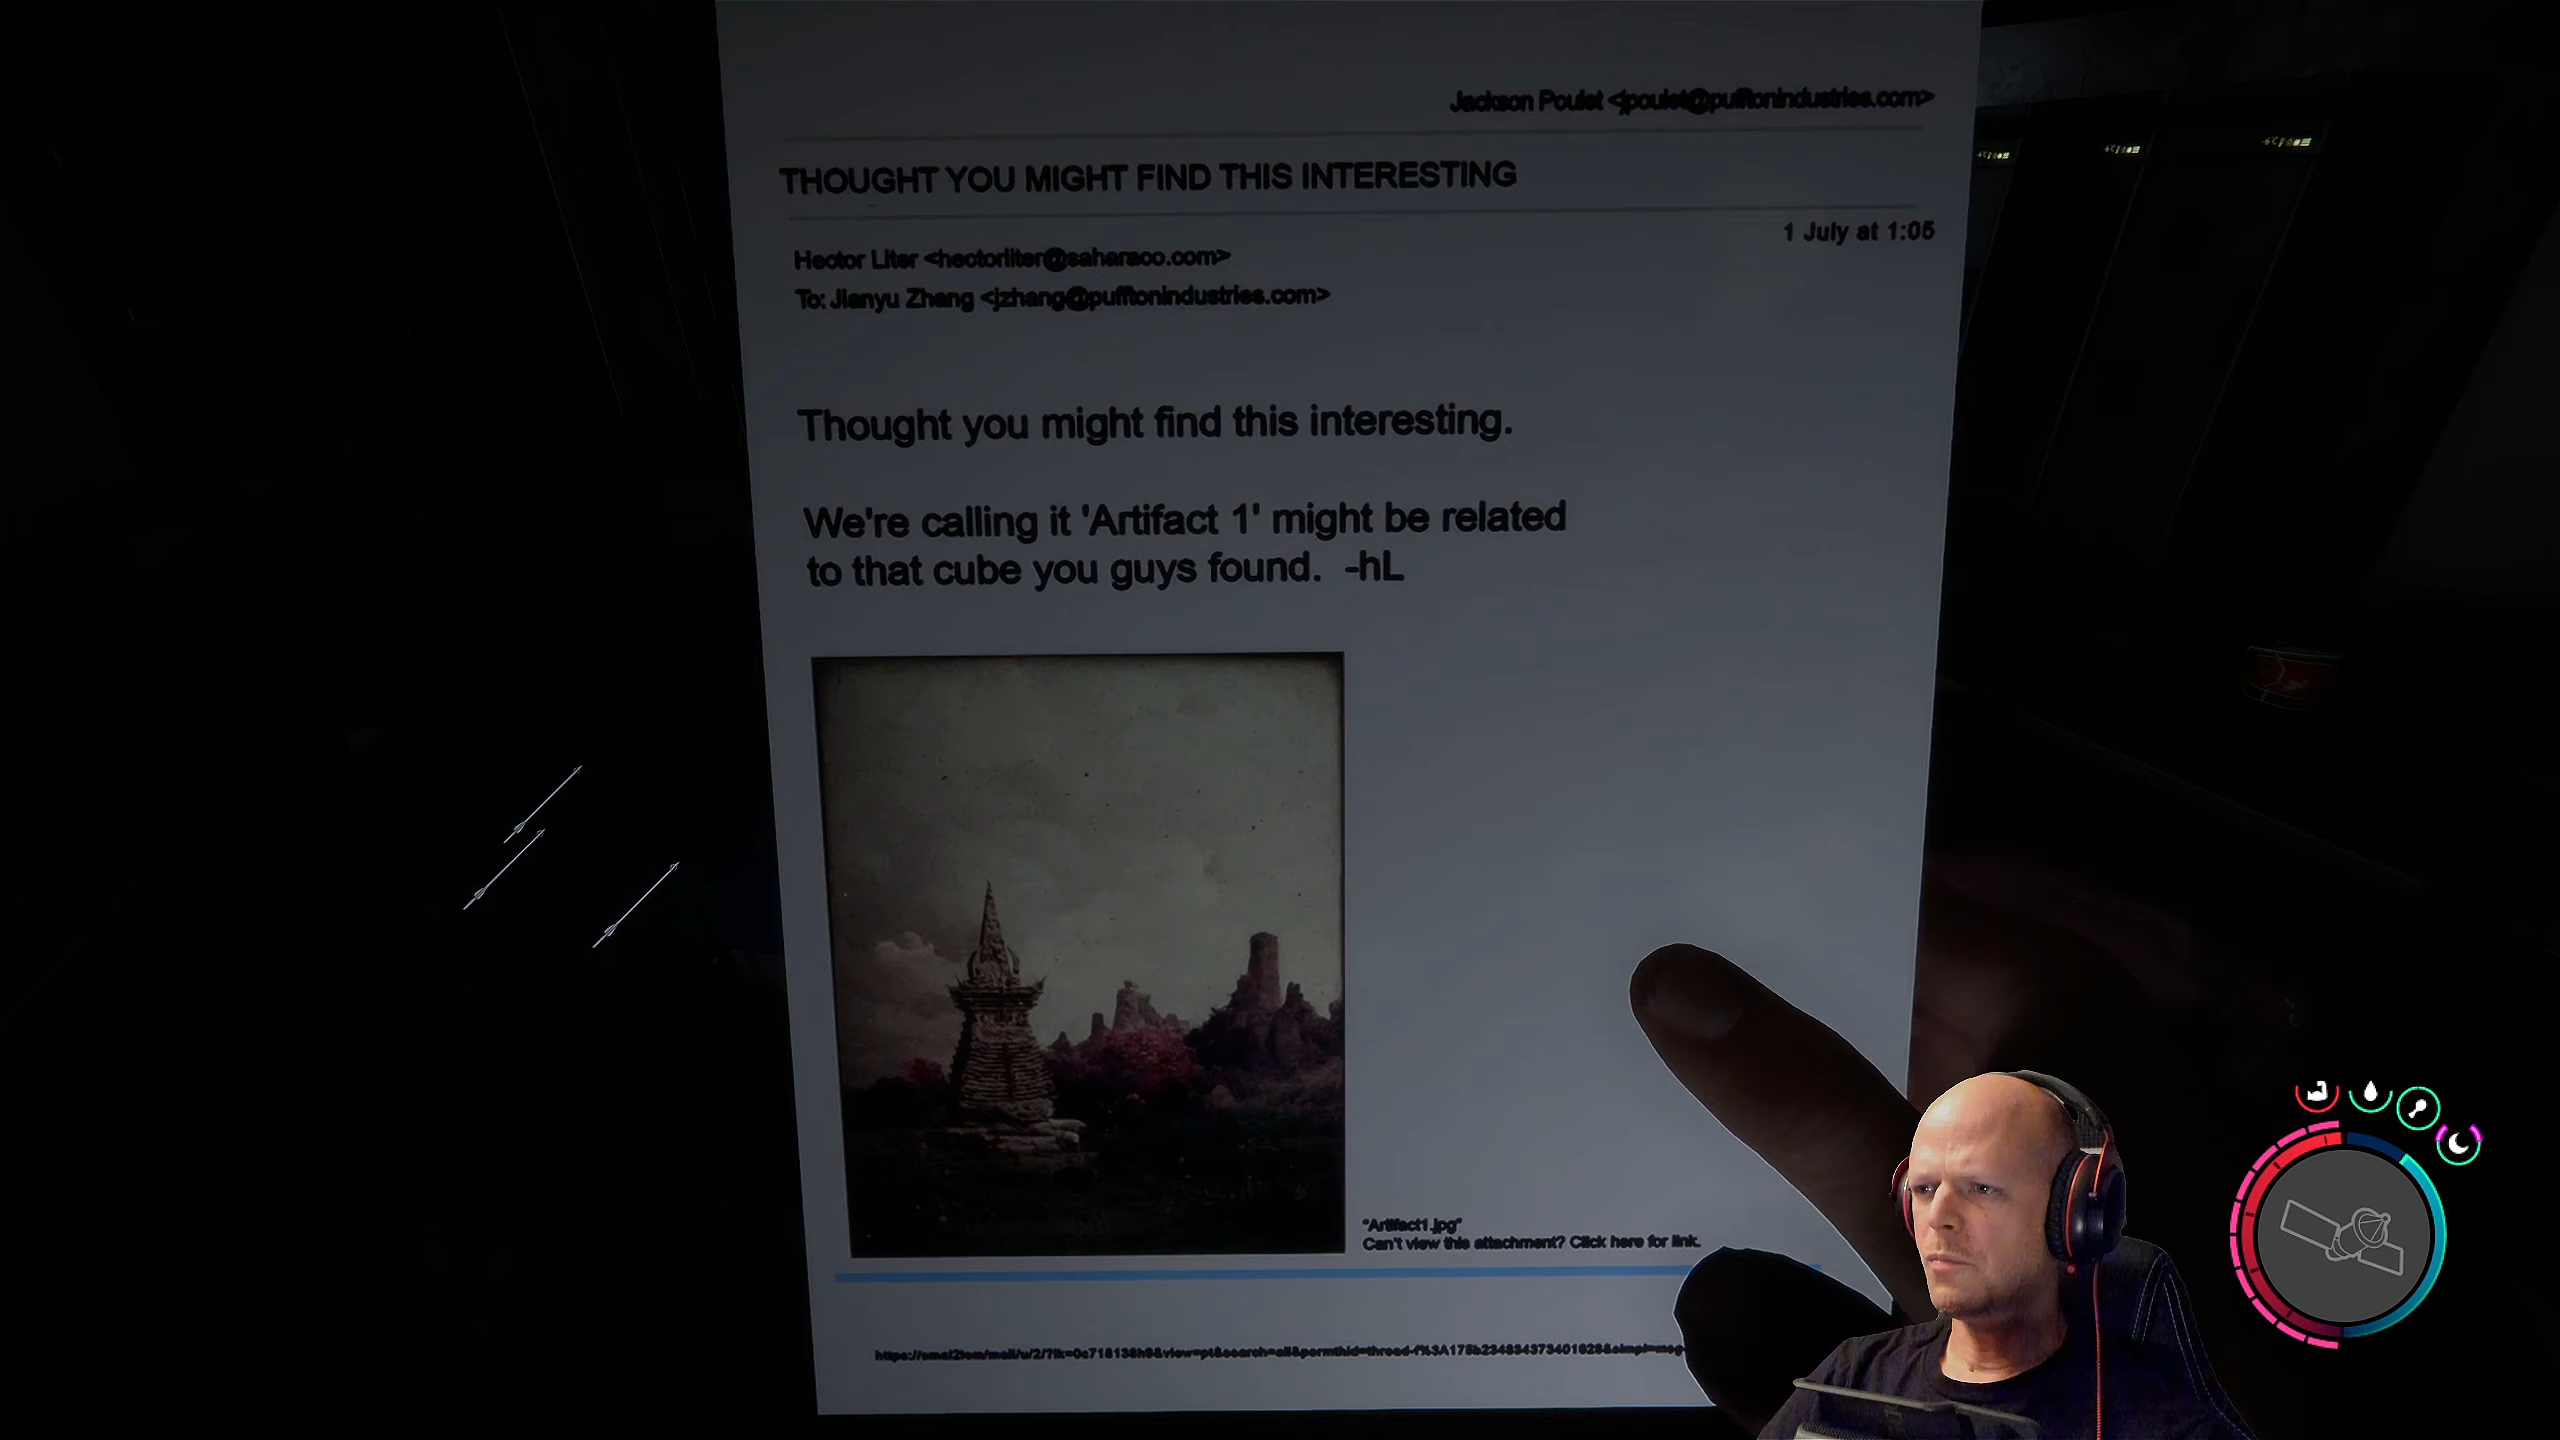 Jackson Poulet <jpoulet@pufftonindustries.com>
THOUGHT YOU MIGHT FIND THIS INTERESTING
1 July at 1:05
Hector Liter <hectorliter@saharaco.com>
To: Jianyu Zhang <jzhang@pufftonindustries.com>
Thought you might find this interesting.
We're calling it 'Artifact 1' might be related
to that cube you guys found. -hL
"Artifact1.jpg"
Can't view this attachment? Click here for link.